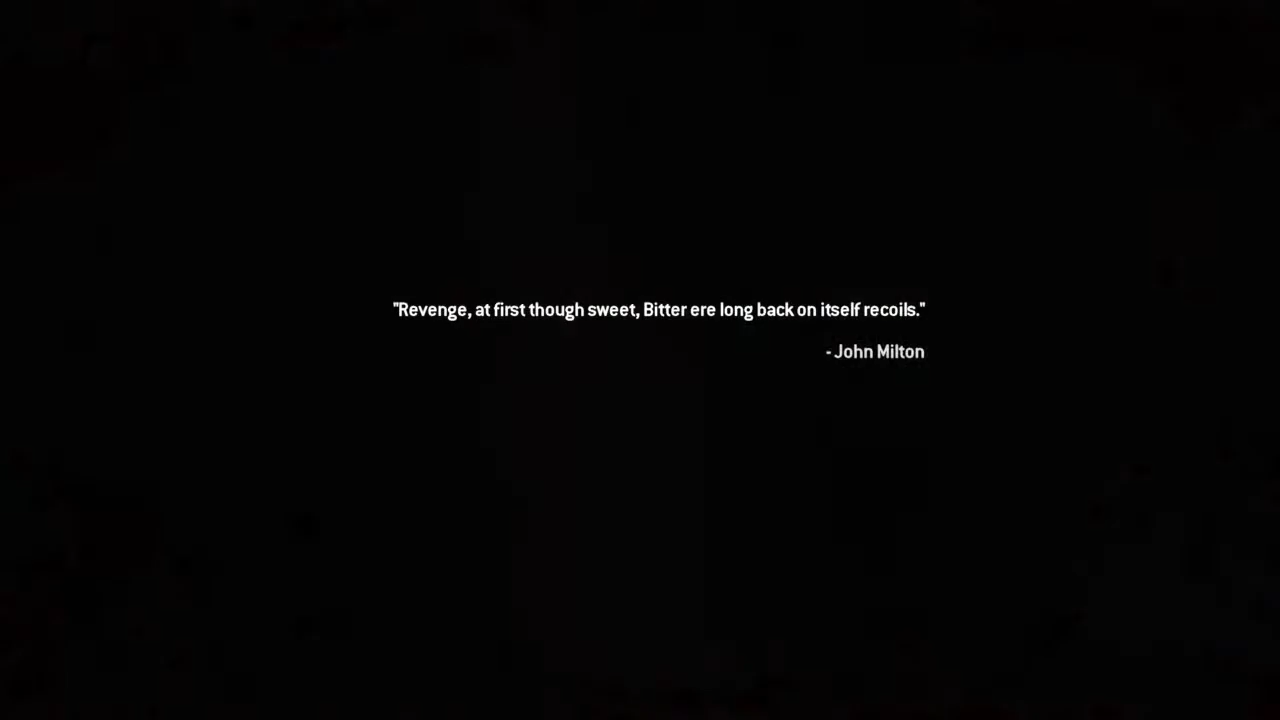 "Revenge, at first though sweet, Bitter ere long back on itself recoils."
- John Milton